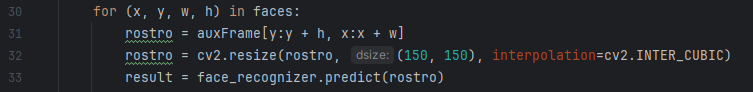 30 for (x, y, w, h) in faces:
31 rostro = auxFrame[y:y + h, x:x + w]
32 rostro = cv2.resize(rostro, dsize: (150, 150), interpolation=cv2.INTER_CUBIC)
33 result = face_recognizer.predict(rostro)